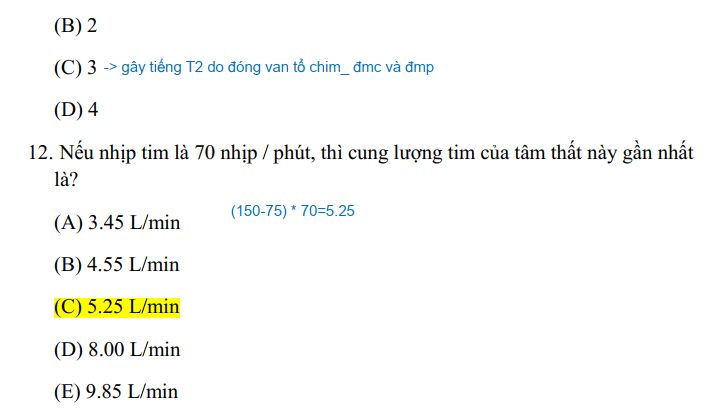 (B) 2
(C) 3 -> gây tiếng T2 do đóng van tổ chim_ đmc và đmp
(D) 4
12. Nếu nhịp tim là 70 nhịp / phút, thì cung lượng tim của tâm thất này gần nhất
là?
(A) 3.45 L/min (150-75) * 70=5.25
(B) 4.55 L/min
(C) 5.25 L/min
(D) 8.00 L/min
(E) 9.85 L/min